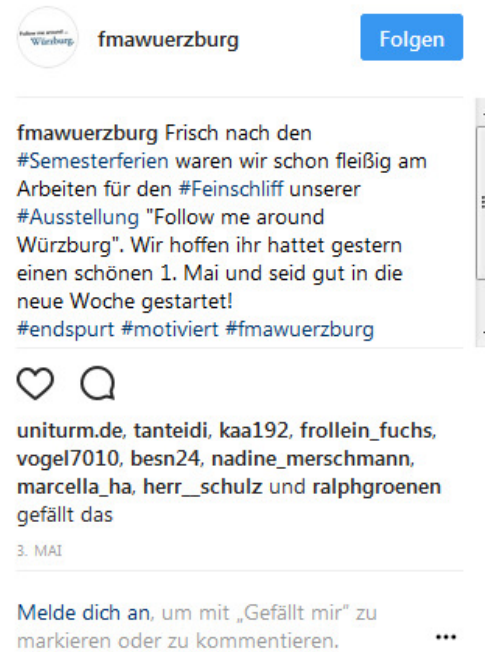 Follow me around ...
Würzburg.
fmawuerzburg
Folgen
fmawuerzburg Frisch nach den
#Semesterferien waren wir schon fleißig am
Arbeiten für den #Feinschliff unserer
#Ausstellung "Follow me around
Würzburg". Wir hoffen ihr hattet gestern
einen schönen 1. Mai und seid gut in die
neue Woche gestartet!
#endspurt #motiviert #fmawuerzburg
uniturm.de, tanteidi, kaa192, frollein_fuchs,
vogel7010, besn24, nadine_merschmann,
marcella_ha, herr__schulz und ralphgroenen
gefällt das
3. MAI
Melde dich an, um mit „Gefällt mir" zu
markieren oder zu kommentieren.